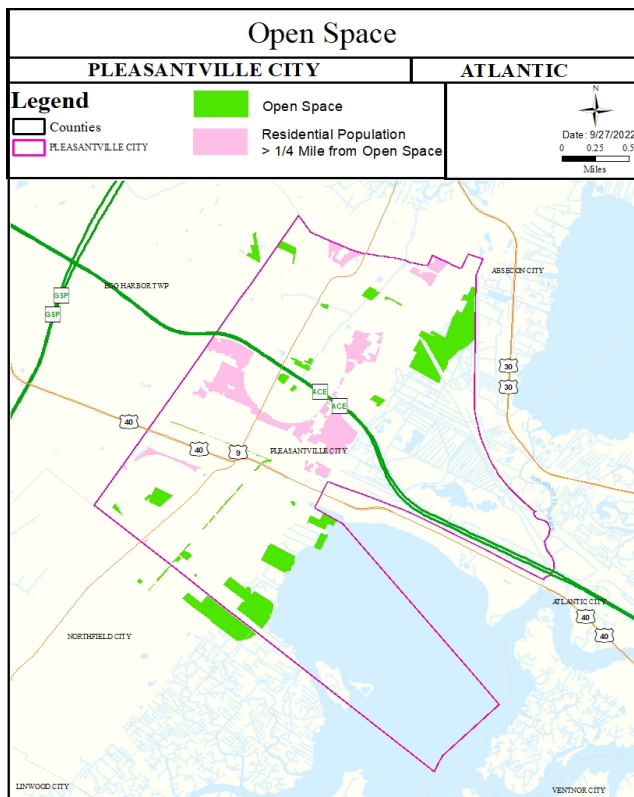 Open Space
PLEASANTVILLE CITY
ATLANTIC
Legend
Counties
PLEASANTVILLE CITY
Open Space
Residential Population
> 1/4 Mile from Open Space
N
Date: 9/27/2022
0 0.25 0.5
Miles
ABSECON CITY
EGG HARBOR TWP
GSP
GSP
30
30
ACE
ACE
40
40
9
PLEASANTVILLE CITY
ATLANTIC CITY
40
40
NORTHFIELD CITY
LINWOOD CITY
VENTNOR CITY